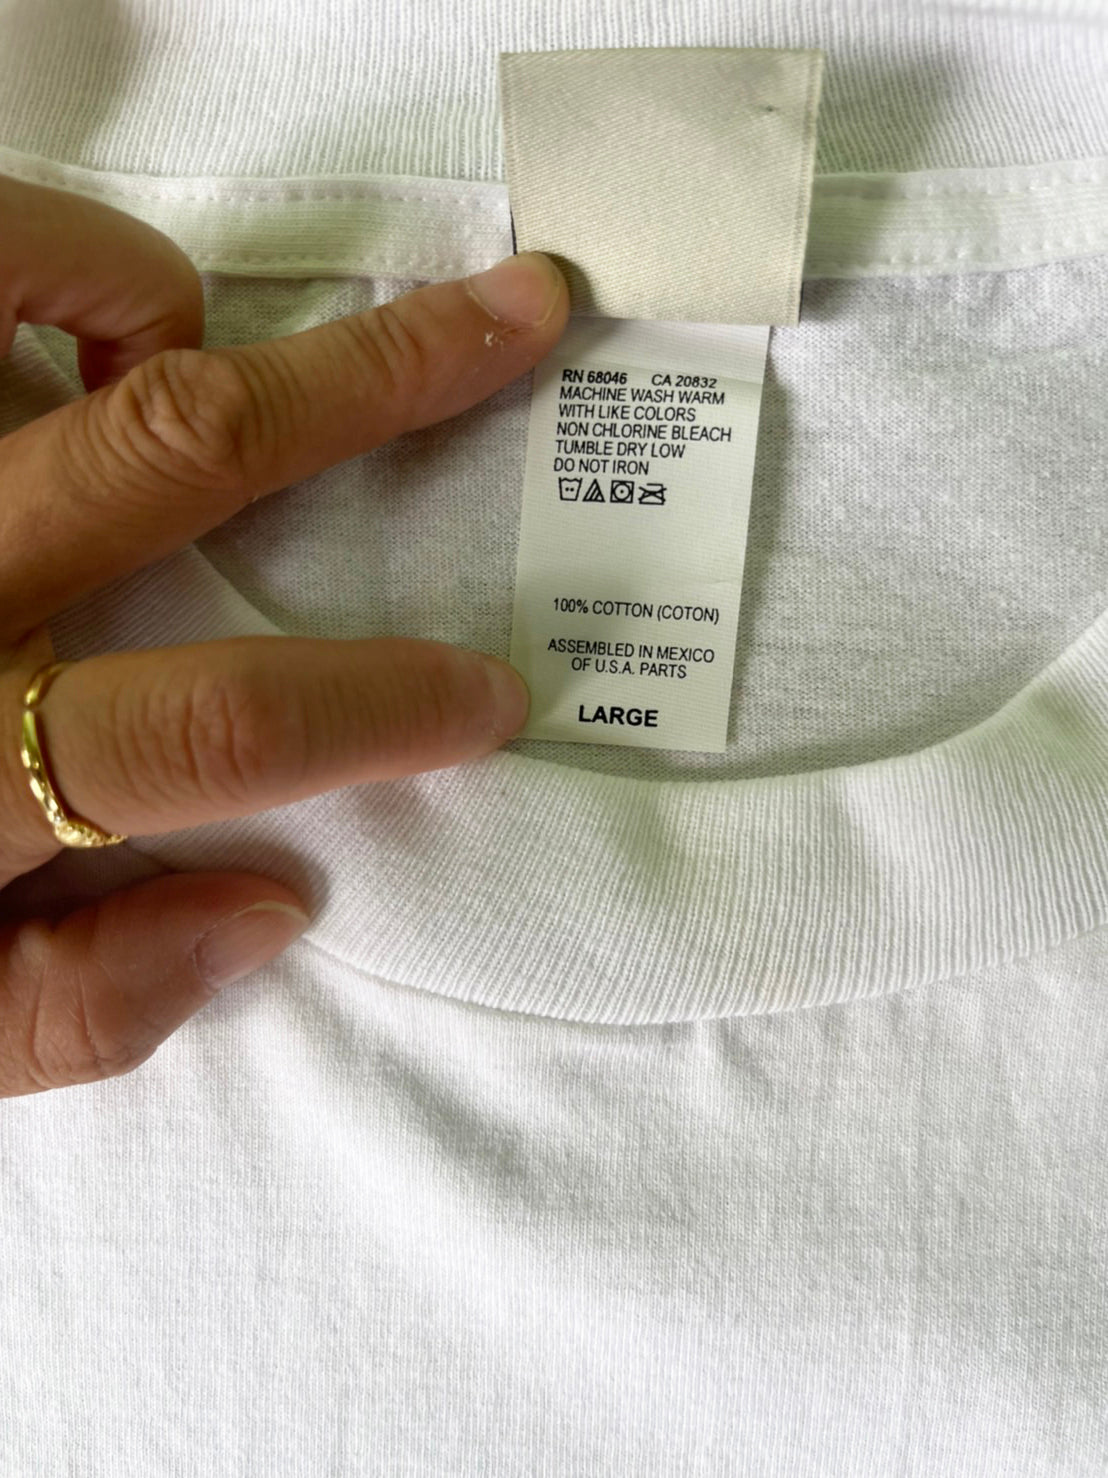 RN 68046 CA 20832
MACHINE WASH WARM
WITH LIKE COLORS
NON CHLORINE BLEACH
TUMBLE DRY LOW
DO NOT IRON
100% COTTON (COTON)
ASSEMBLED IN MEXICO
OF U.S.A. PARTS
LARGE